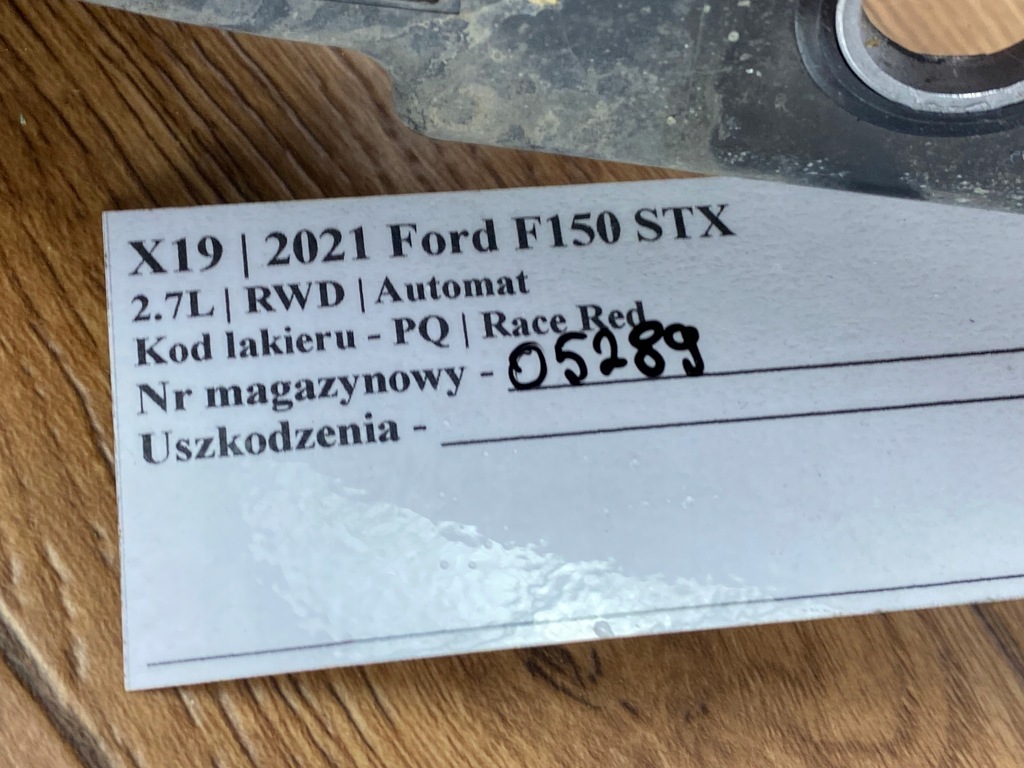 X19 | 2021 Ford F150 STX
2.7L | RWD | Automat
Kod lakieru - PQ | Race Red
Nr magazynowy - 05289
Uszkodzenia -